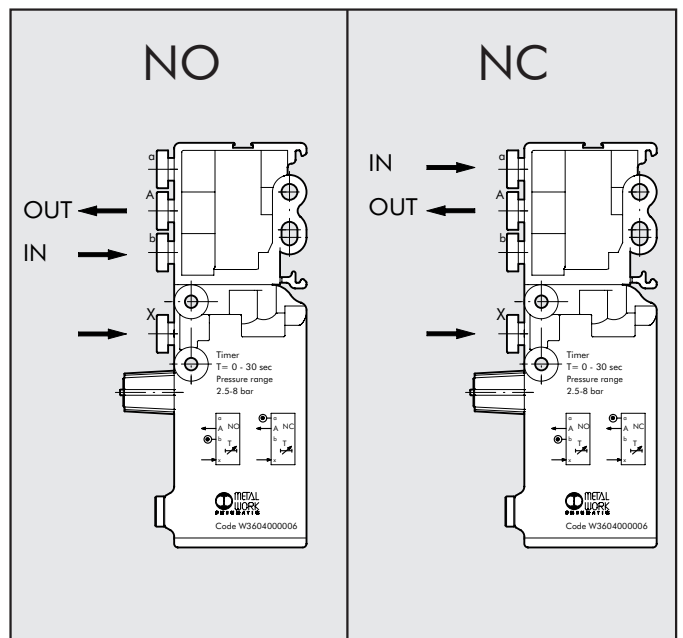 NO
OUT
IN
a
A
b
X
Timer
T= 0 - 30 sec
Pressure range
2.5-8 bar
a
A NO
b
T
x
a
A NC
b
T
x
METAL
WORK
PNEUMATIC
Code W3604000006
NC
IN
OUT
a
A
b
X
Timer
T= 0 - 30 sec
Pressure range
2.5-8 bar
a
A NO
b
T
x
a
A NC
b
T
x
METAL
WORK
PNEUMATIC
Code W3604000006